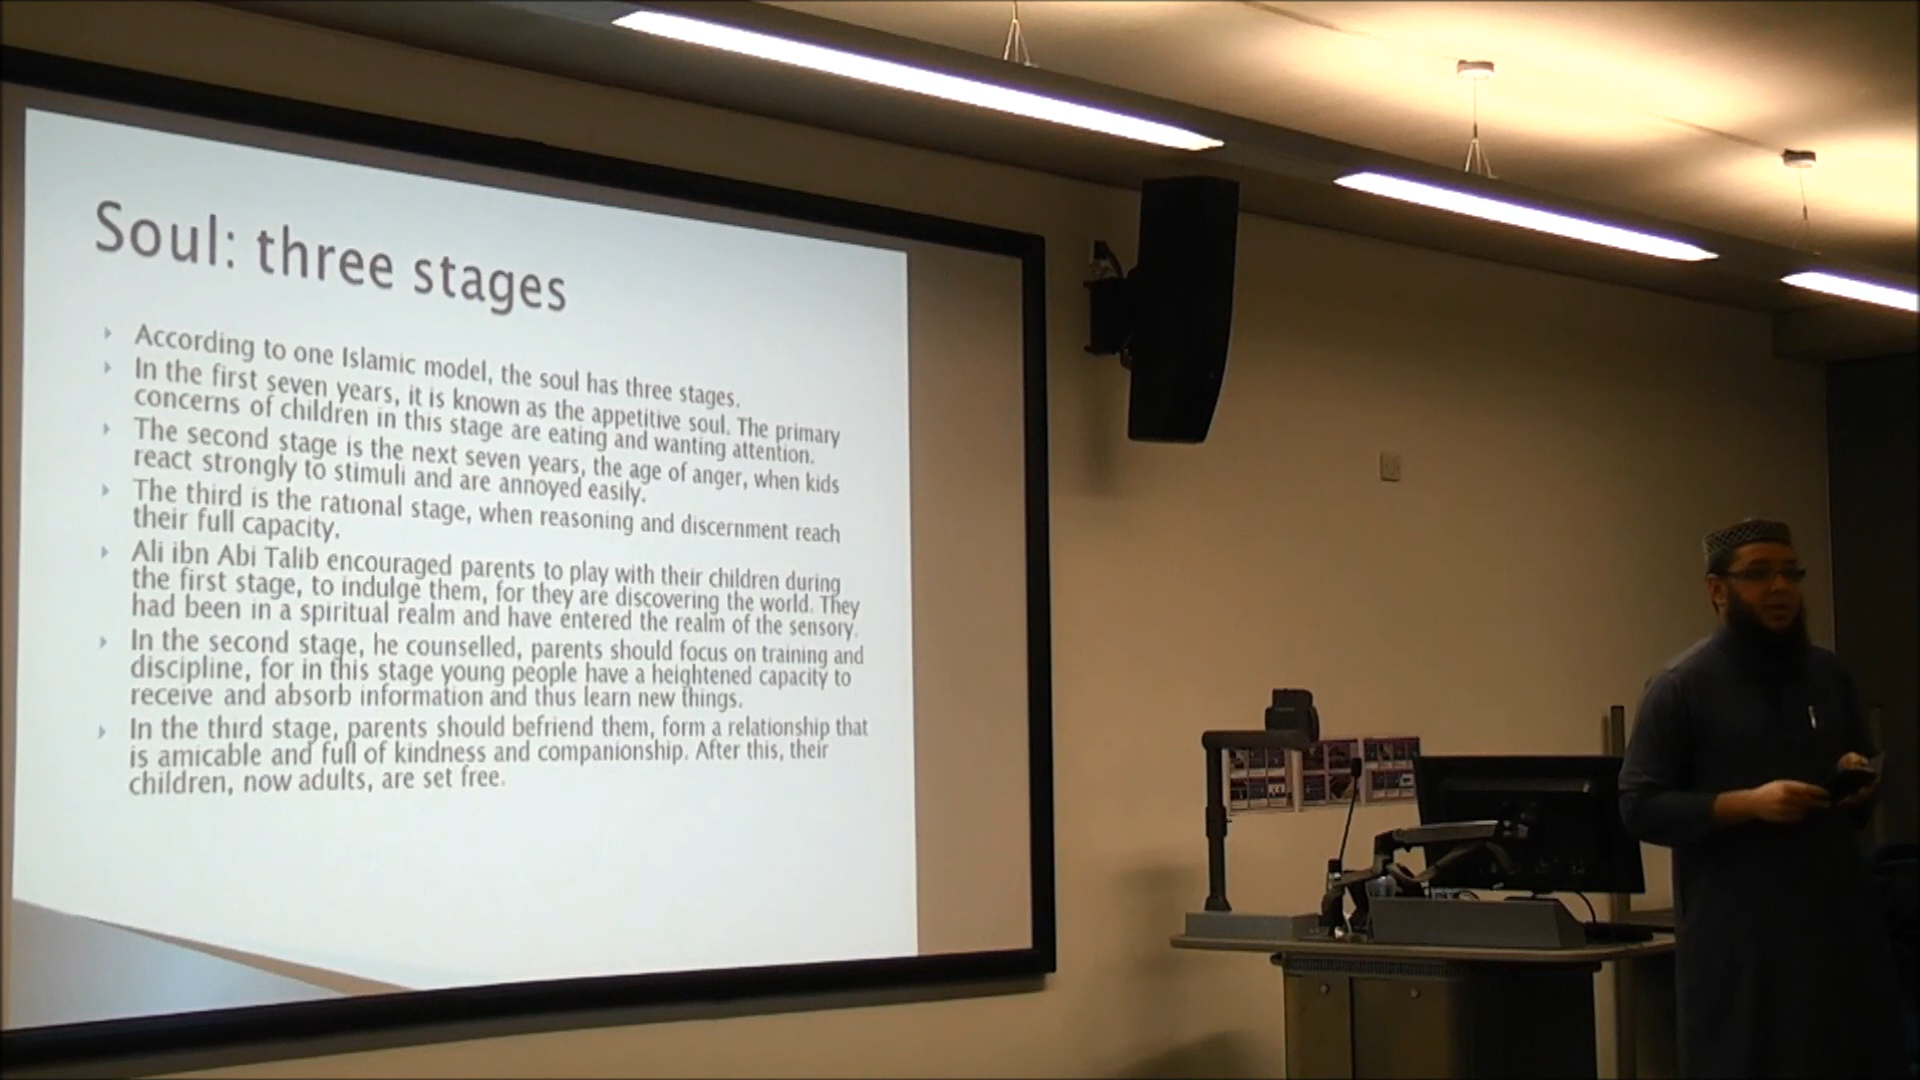 Soul: three stages
According to one Islamic model, the soul has three stages.
In the first seven years, it is known as the appetitive soul. The primary
concerns of children in this stage are eating and wanting attention.
The second stage is the next seven years, the age of anger, when kids
react strongly to stimuli and are annoyed easily.
The third is the rational stage, when reasoning and discernment reach
their full capacity.
Ali ibn Abi Talib encouraged parents to play with their children during
the first stage, to indulge them, for they are discovering the world. They
had been in a spiritual realm and have entered the realm of the sensory.
In the second stage, he counselled, parents should focus on training and
discipline, for in this stage young people have a heightened capacity to
receive and absorb information and thus learn new things.
In the third stage, parents should befriend them, form a relationship that
is amicable and full of kindness and companionship. After this, their
children, now adults, are set free.